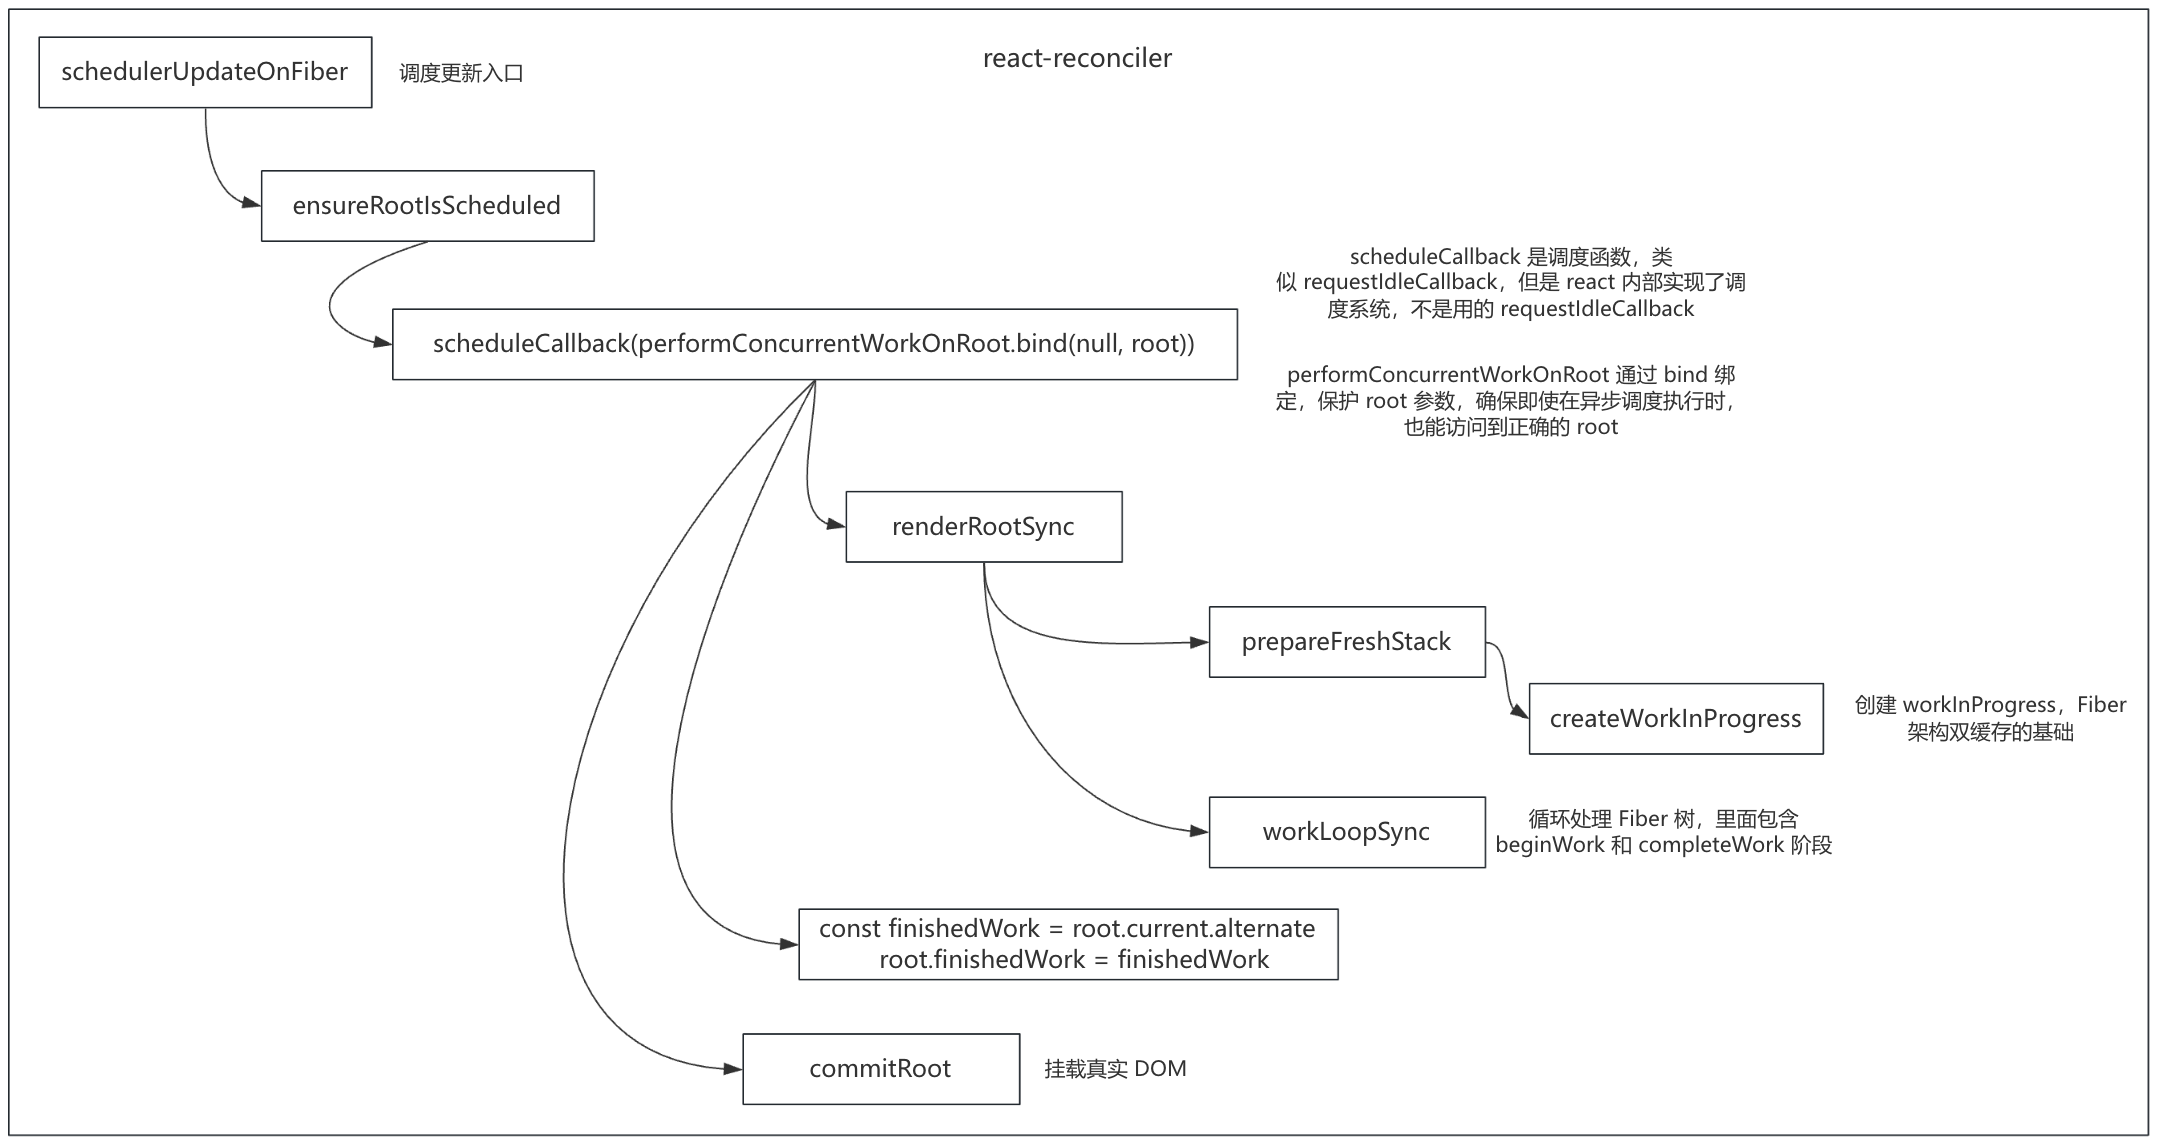 react-reconciler
schedulerUpdateOnFiber
调度更新入口
ensureRootIsScheduled
scheduleCallback 是调度函数，类
似 requestIdleCallback，但是 react 内部实现了调
度系统，不是用的 requestIdleCallback
scheduleCallback(performConcurrentWorkOnRoot.bind(null, root))
performConcurrentWorkOnRoot 通过 bind 绑
定，保护 root 参数，确保即使在异步调度执行时，
也能访问到正确的 root
renderRootSync
prepareFreshStack
createWorkInProgress
创建 workInProgress，Fiber
架构双缓存的基础
workLoopSync
循环处理 Fiber 树，里面包含
beginWork 和 completeWork 阶段
const finishedWork = root.current.alternate
root.finishedWork = finishedWork
commitRoot
挂载真实 DOM